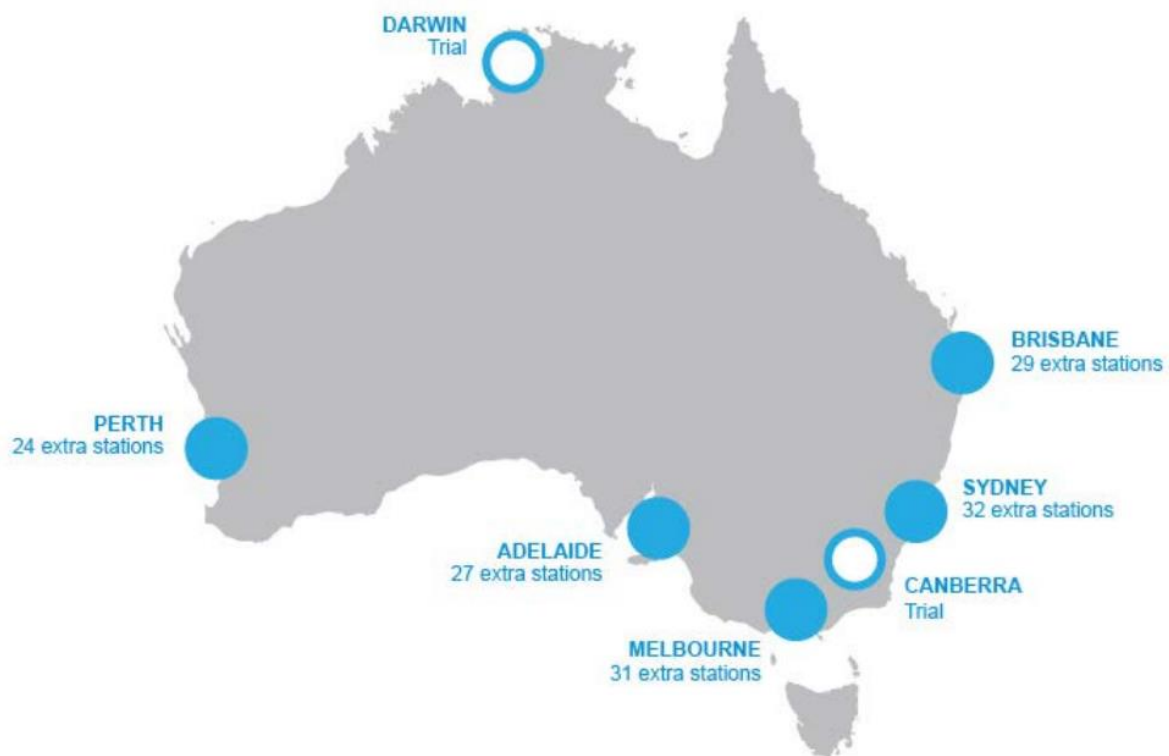 DARWIN
Trial
BRISBANE
29 extra stations
PERTH
24 extra stations
SYDNEY
32 extra stations
ADELAIDE
27 extra stations
CANBERRA
Trial
MELBOURNE
31 extra stations